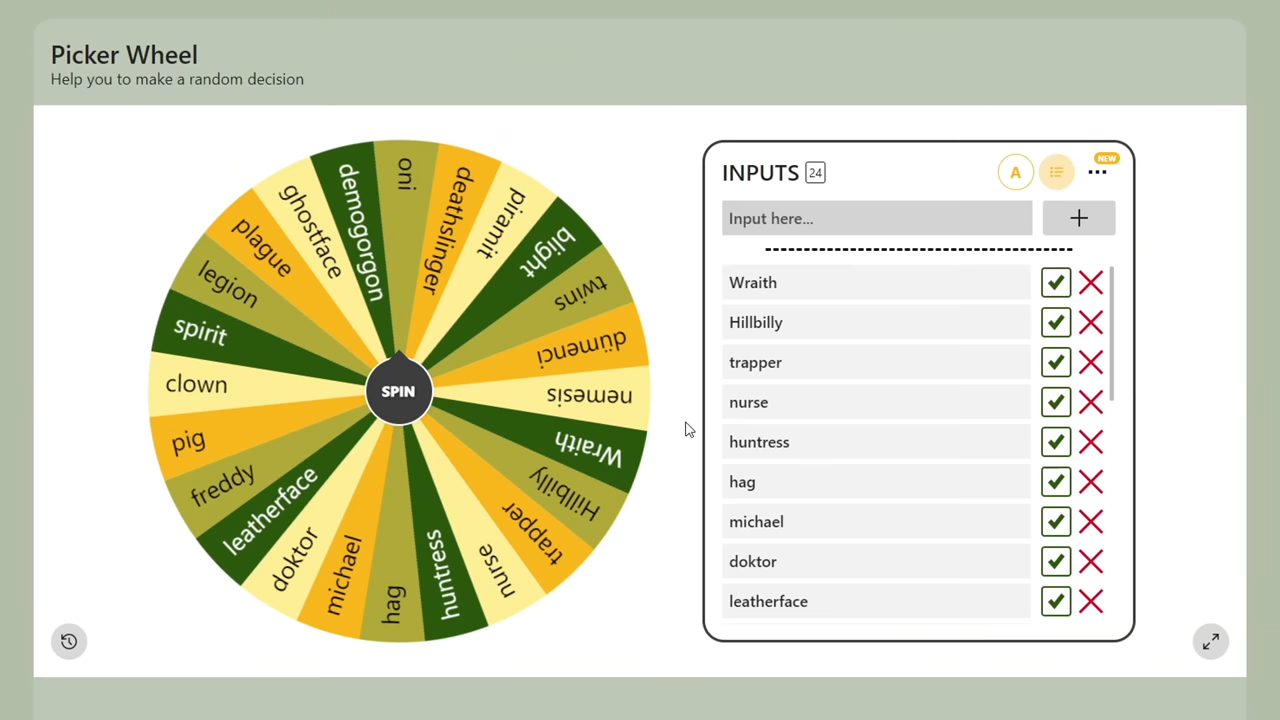 Picker Wheel
Help you to make a random decision
oni
deathslinger
piramit
blight
twins
dümenci
nemesis
Wraith
Hillbilly
trapper
nurse
huntress
hag
michael
doktor
leatherface
freddy
pig
clown
spirit
legion
plague
ghostface
demogorgon
SPIN
INPUTS 24
A
NEW
Input here...
Wraith
Hillbilly
trapper
nurse
huntress
hag
michael
doktor
leatherface